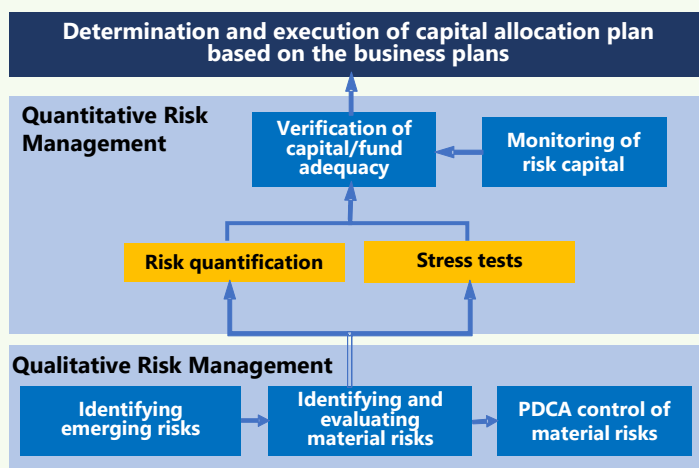 Determination and execution of capital allocation plan
based on the business plans
Quantitative Risk
Management
Verification of
capital/fund
adequacy
Monitoring of
risk capital
Risk quantification
Stress tests
Qualitative Risk Management
Identifying
emerging risks
Identifying and
evaluating
material risks
PDCA control of
material risks